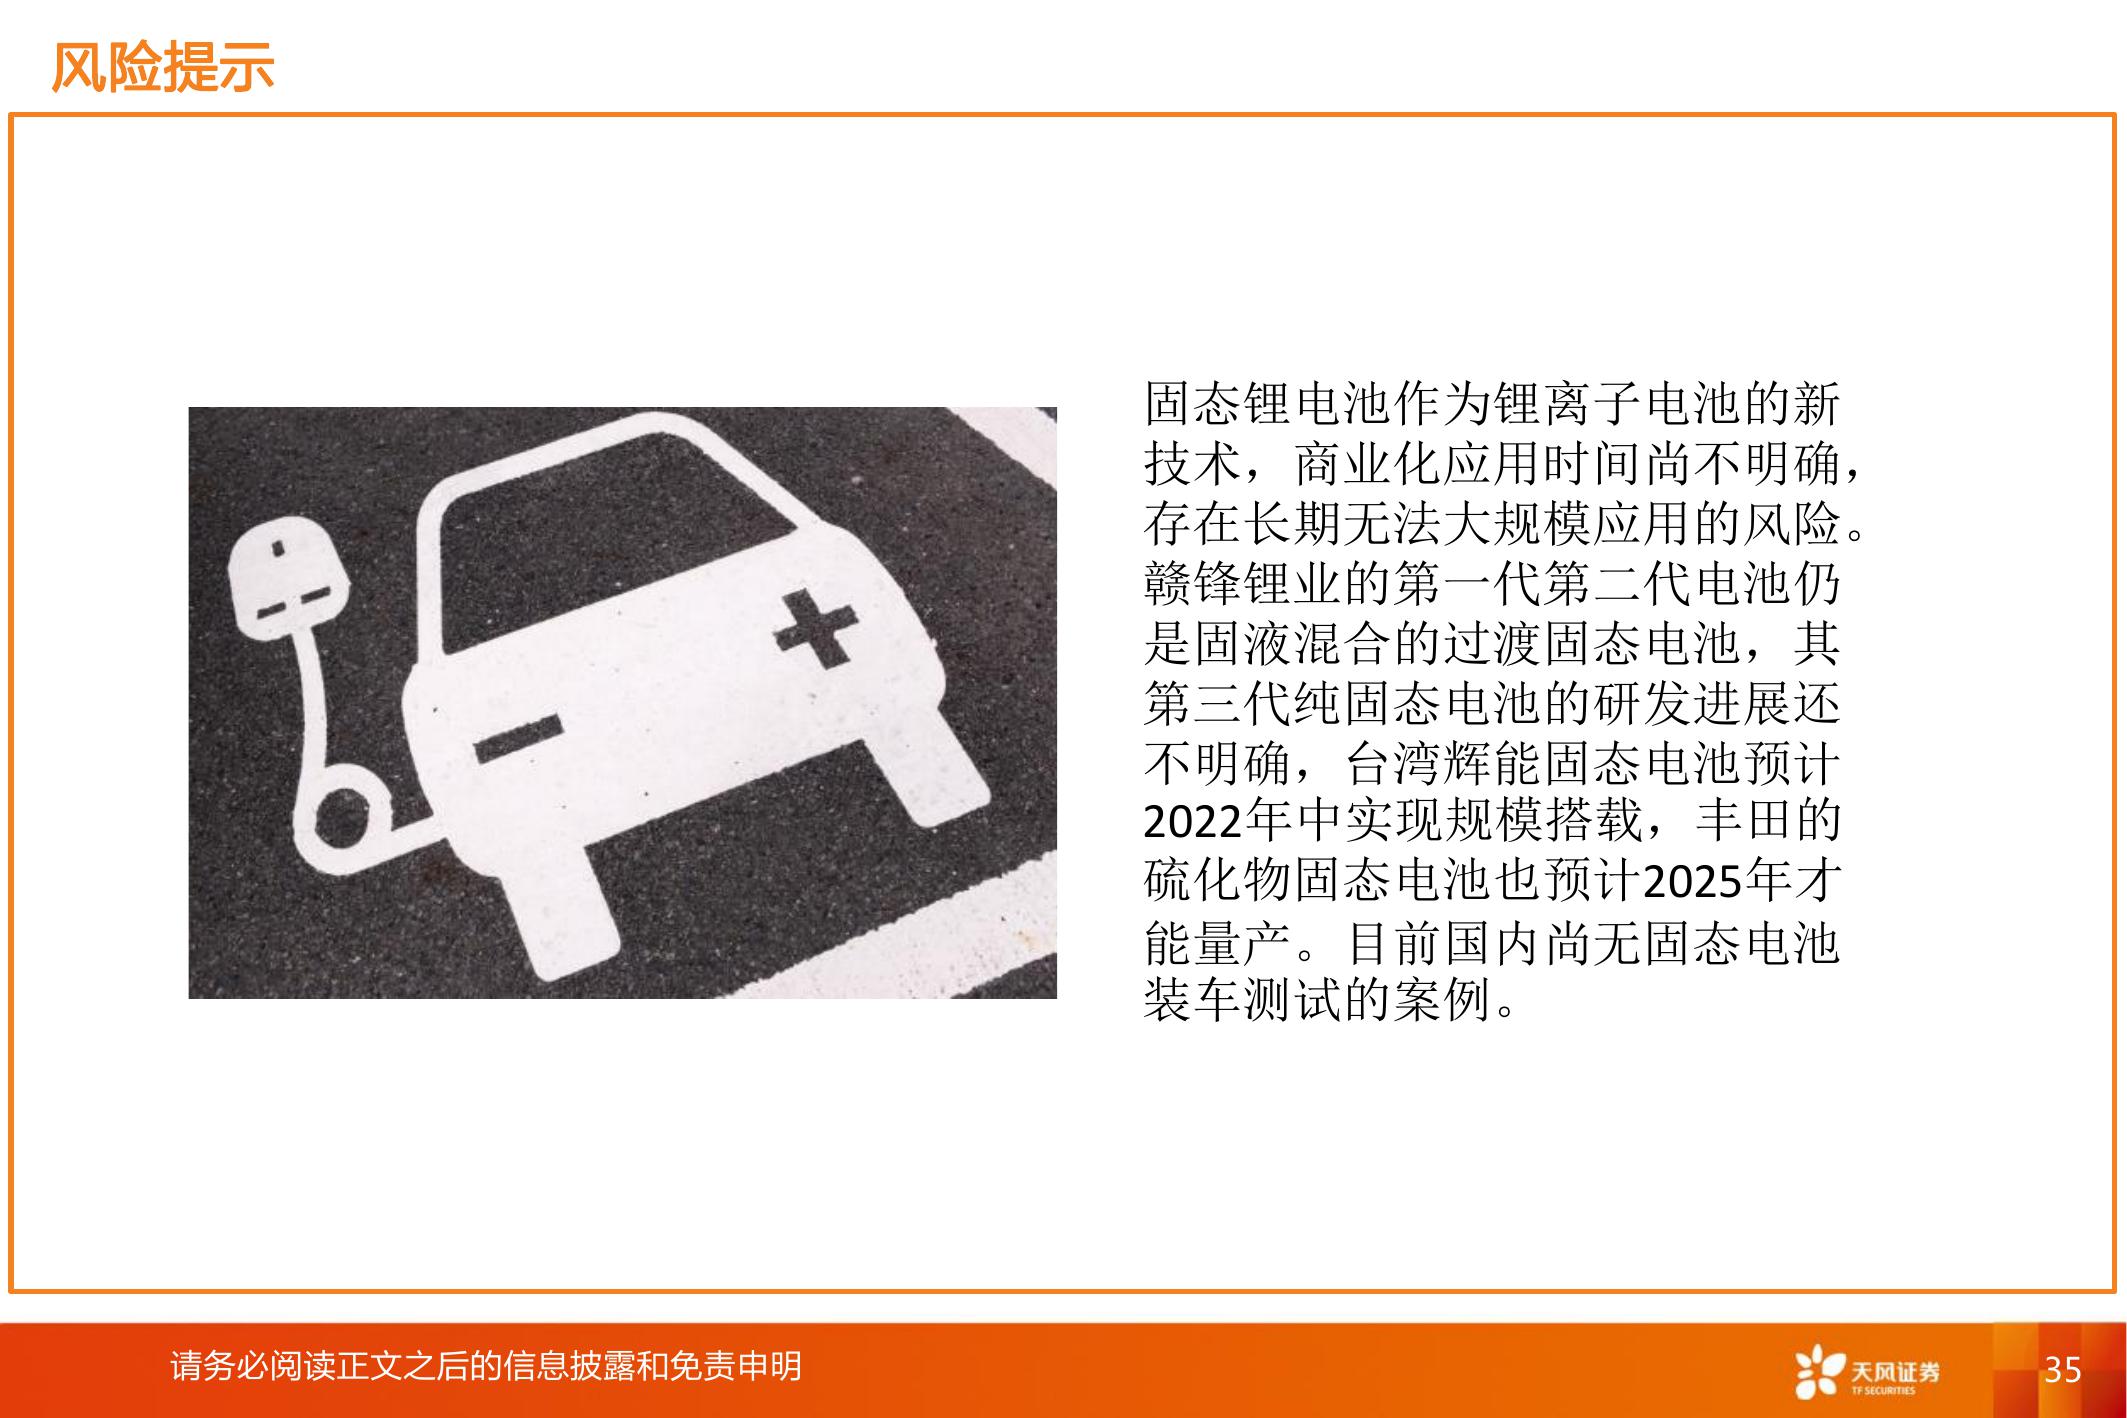 风险提示
固态锂电池作为锂离子电池的新
技术，商业化应用时间尚不明确，
存在长期无法大规模应用的风险。
赣锋锂业的第一代第二代电池仍
是固液混合的过渡固态电池，其
第三代纯固态电池的研发进展还
不明确，台湾辉能固态电池预计
2022年中实现规模搭载，丰田的
硫化物固态电池也预计2025年才
能量产。目前国内尚无固态电池
装车测试的案例。
请务必阅读正文之后的信息披露和免责申明
天风证券
TF SECURITIES
35